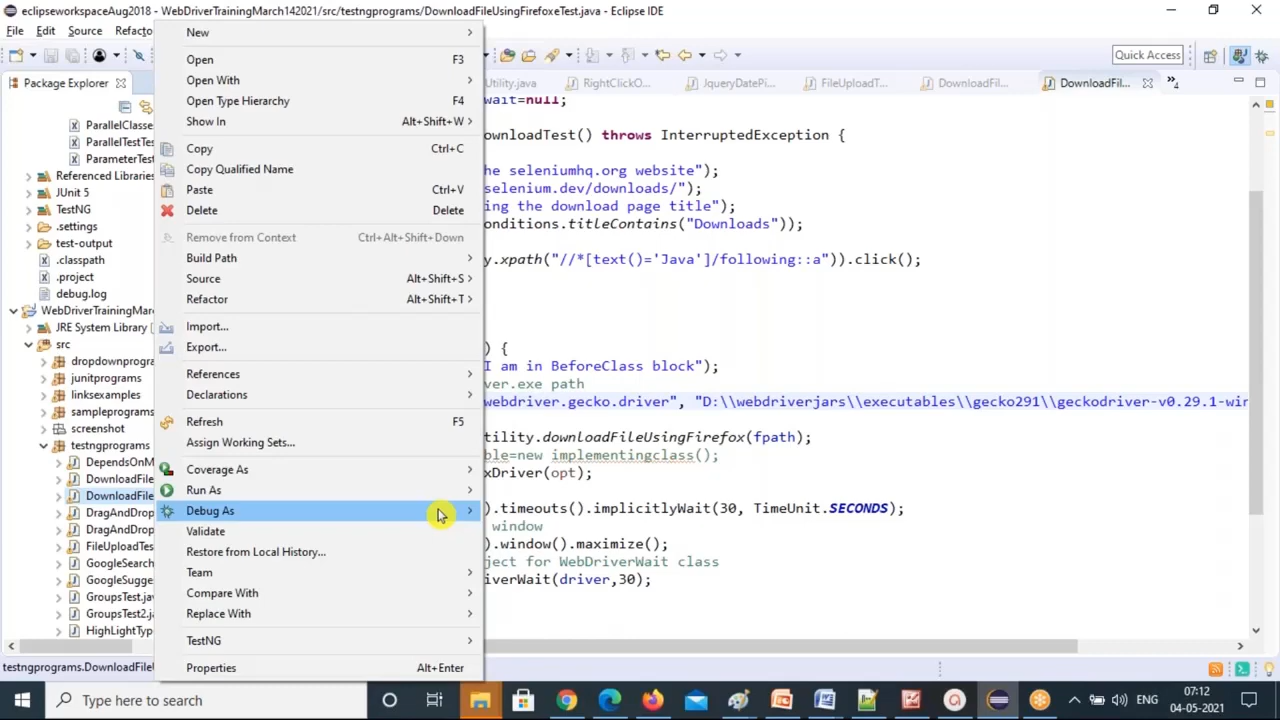 eclipseworkspaceAug2018 - WebDriverTrainingMarch142021/src/testngprograms/DownloadFileUsingFirefoxeTest.java - Eclipse IDE
File Edit Source Refacto
Quick Access
Package Explorer
Utility.java RightClickO... JqueryDatePi... FileUploadT... DownloadFil... DownloadFil... »4
ParallelClasse
ParallelTestTes
ParameterTest
Referenced Libraries
JUnit 5
TestNG
.settings
test-output
.classpath
.project
debug.log
WebDriverTrainingMar
JRE System Library [
src
dropdownprogra
junitprograms
linksexamples
sampleprograms
screenshot
testngprograms
DependsOnM
DownloadFile
DownloadFile
DragAndDrop
DragAndDrop
FileUploadTes
GoogleSearch
GoogleSugge
GroupsTest.jav
GroupsTest2.ja
HighLightType
New
Open F3
Open With
Open Type Hierarchy F4
Show In Alt+Shift+W
Copy Ctrl+C
Copy Qualified Name
Paste Ctrl+V
Delete Delete
Remove from Context Ctrl+Alt+Shift+Down
Build Path
Source Alt+Shift+S
Refactor Alt+Shift+T
Import...
Export...
References
Declarations
Refresh F5
Assign Working Sets...
Coverage As
Run As
Debug As
Validate
Restore from Local History...
Team
Compare With
Replace With
TestNG
Properties Alt+Enter
wait=null;
ownloadTest() throws InterruptedException {
he seleniumhq.org website");
selenium.dev/downloads/");
ing the download page title");
onditions.titleContains("Downloads"));
y.xpath("//*[text()='Java']/following::a")).click();
) {
I am in BeforeClass block");
ver.exe path
webdriver.gecko.driver", "D:\\webdriverjars\\executables\\gecko291\\geckodriver-v0.29.1-win
tility.downloadFileUsingFirefox(fpath);
ble=new implementingclass();
xDriver(opt);
).timeouts().implicitlyWait(30, TimeUnit.SECONDS);
window
).window().maximize();
ject for WebDriverWait class
iverWait(driver,30);
testngprograms.DownloadFileU
Type here to search
ENG
07:12
04-05-2021